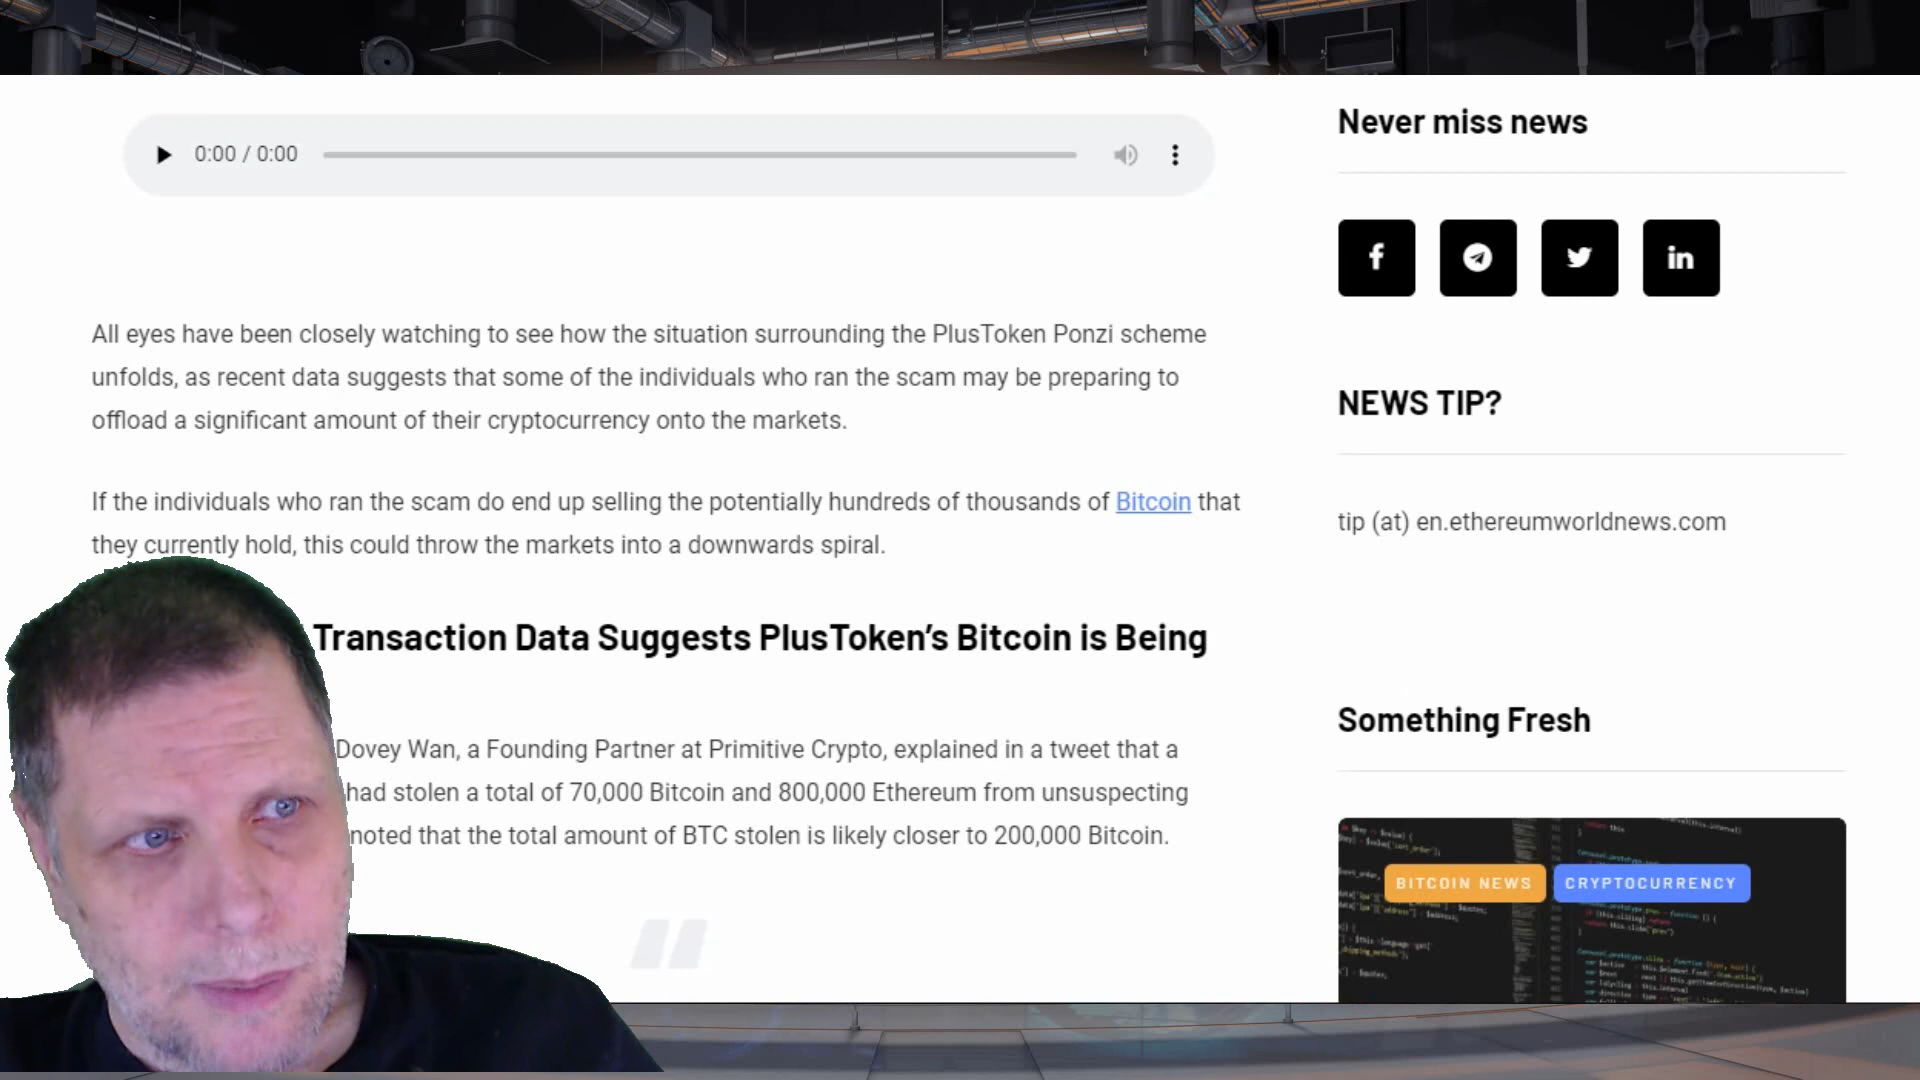 0:00 / 0:00
All eyes have been closely watching to see how the situation surrounding the PlusToken Ponzi scheme
unfolds, as recent data suggests that some of the individuals who ran the scam may be preparing to
offload a significant amount of their cryptocurrency onto the markets.
If the individuals who ran the scam do end up selling the potentially hundreds of thousands of Bitcoin that
they currently hold, this could throw the markets into a downwards spiral.
Transaction Data Suggests PlusToken’s Bitcoin is Being
Dovey Wan, a Founding Partner at Primitive Crypto, explained in a tweet that a
had stolen a total of 70,000 Bitcoin and 800,000 Ethereum from unsuspecting
noted that the total amount of BTC stolen is likely closer to 200,000 Bitcoin.
Never miss news
NEWS TIP?
tip (at) en.ethereumworldnews.com
Something Fresh
BITCOIN NEWS
CRYPTOCURRENCY